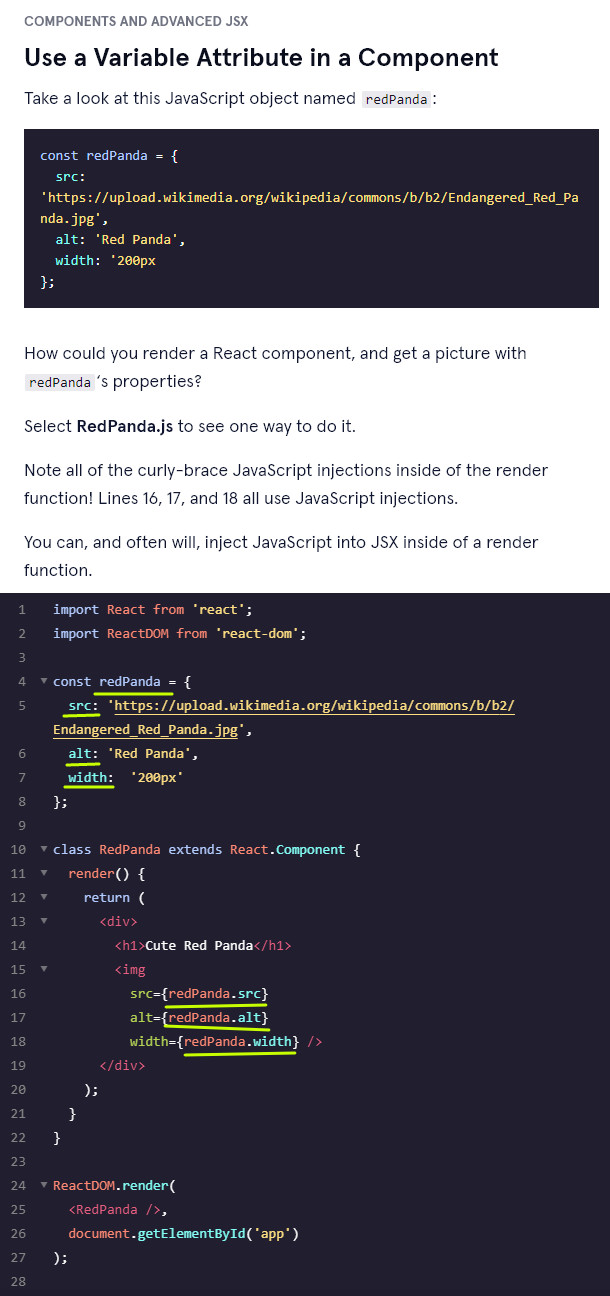 COMPONENTS AND ADVANCED JSX
Use a Variable Attribute in a Component
Take a look at this JavaScript object named redPanda:
const redPanda = {
  src:
'https://upload.wikimedia.org/wikipedia/commons/b/b2/Endangered_Red_Pa
nda.jpg',
  alt: 'Red Panda',
  width: '200px
};
How could you render a React component, and get a picture with
redPanda's properties?
Select RedPanda.js to see one way to do it.
Note all of the curly-brace JavaScript injections inside of the render
function! Lines 16, 17, and 18 all use JavaScript injections.
You can, and often will, inject JavaScript into JSX inside of a render
function.
1 import React from 'react';
2 import ReactDOM from 'react-dom';
3
4 const redPanda = {
5   src: 'https://upload.wikimedia.org/wikipedia/commons/b/b2/
Endangered_Red_Panda.jpg',
6   alt: 'Red Panda',
7   width:  '200px'
8 };
9
10 class RedPanda extends React.Component {
11   render() {
12     return (
13       <div>
14         <h1>Cute Red Panda</h1>
15         <img
16           src={redPanda.src}
17           alt={redPanda.alt}
18           width={redPanda.width} />
19       </div>
20     );
21   }
22 }
23
24 ReactDOM.render(
25   <RedPanda />,
26   document.getElementById('app')
27 );
28